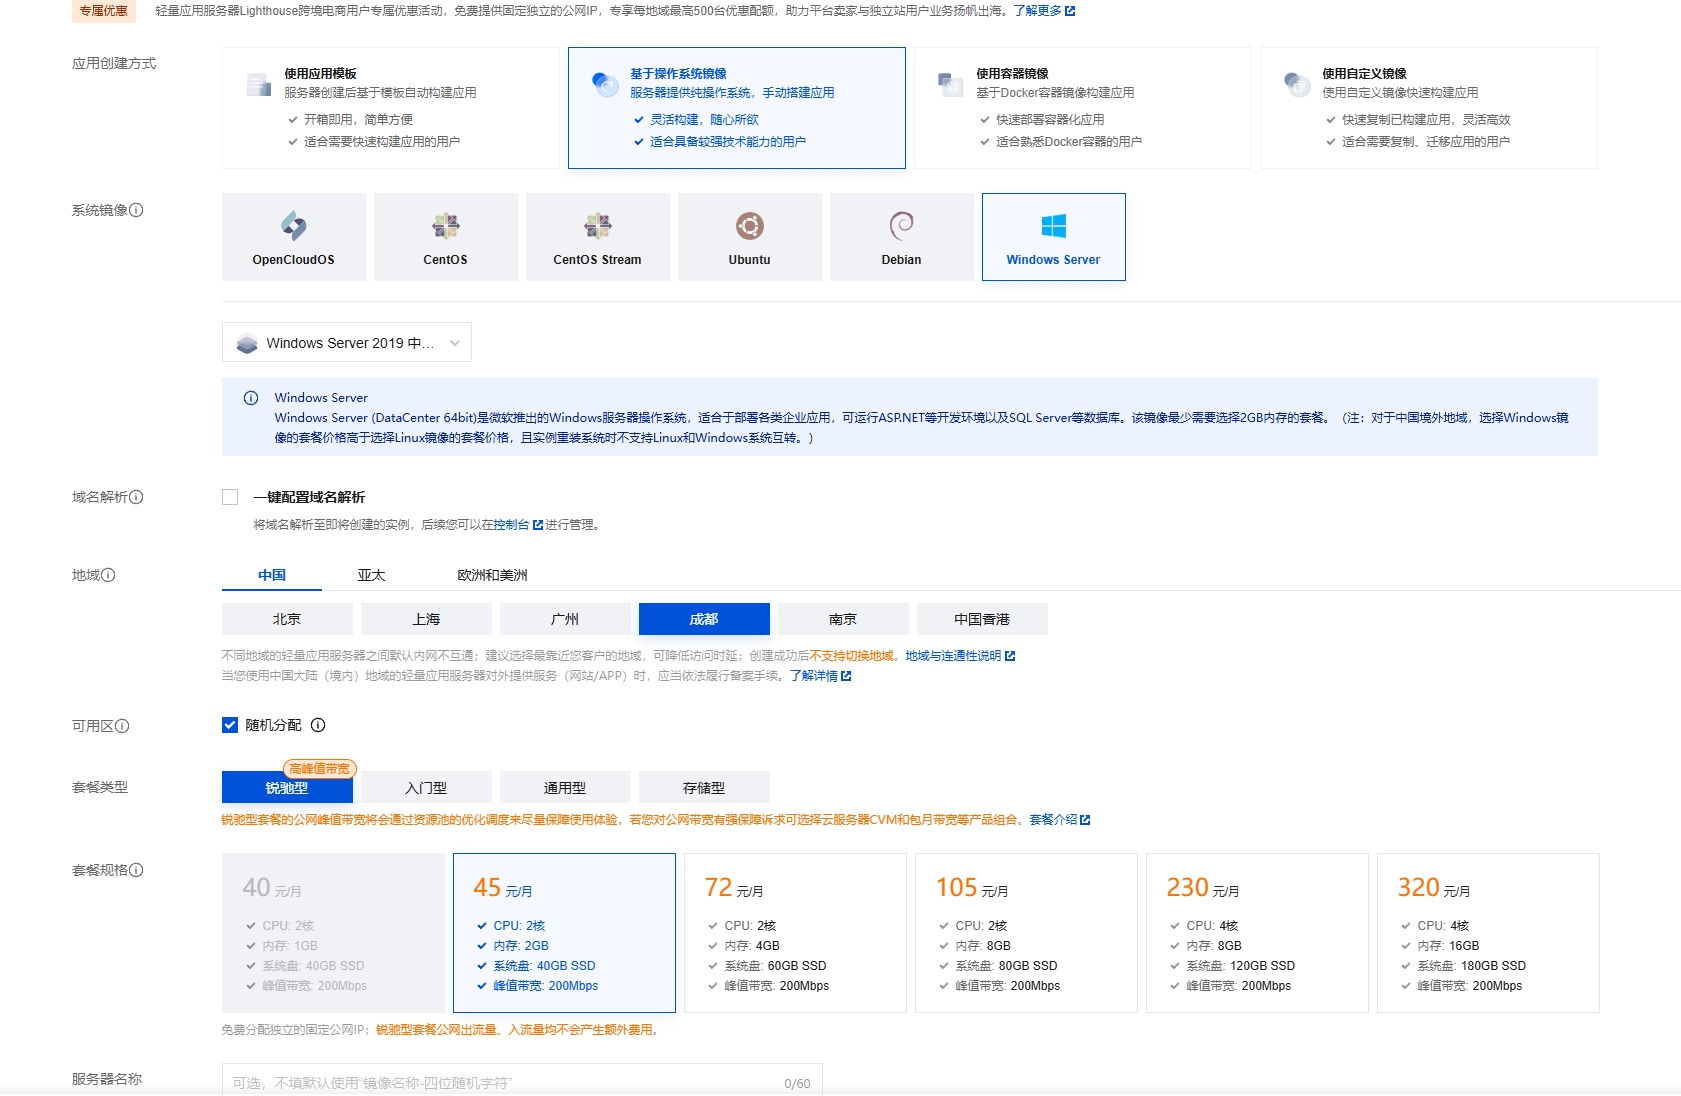 专属优惠 轻量应用服务器Lighthouse跨境电商用户专属优惠活动，免费提供固定独立的公网IP，专享每地域最高500台优惠配额，助力平台卖家与独立站用户业务扬帆出海。了解更多
应用创建方式
使用应用模板
服务器创建后基于模板自动构建应用
开箱即用，简单方便
适合需要快速构建应用的用户
基于操作系统镜像
服务器提供纯操作系统，手动搭建应用
灵活构建，随心所欲
适合具备较强技术能力的用户
使用容器镜像
基于Docker容器镜像构建应用
快速部署容器化应用
适合熟悉Docker容器的用户
使用自定义镜像
使用自定义镜像快速构建应用
快速复制已构建应用，灵活高效
适合需要复制、迁移应用的用户
系统镜像
OpenCloudOS CentOS CentOS Stream Ubuntu Debian Windows Server
Windows Server 2019 中...
Windows Server
Windows Server (DataCenter 64bit)是微软推出的Windows服务器操作系统，适合于部署各类企业应用，可运行ASP.NET等开发环境以及SQL Server等数据库。该镜像最少需要选择2GB内存的套餐。（注：对于中国境外地域，选择Windows镜
像的套餐价格高于选择Linux镜像的套餐价格，且实例重装系统时不支持Linux和Windows系统互转。）
域名解析 一键配置域名解析
将域名解析至即将创建的实例，后续您可以在控制台进行管理。
地域 中国 亚太 欧洲和美洲
北京 上海 广州 成都 南京 中国香港
不同地域的轻量应用服务器之间默认内网不互通；建议选择最靠近您客户的地域，可降低访问时延；创建成功后不支持切换地域。地域与连通性说明
当您使用中国大陆（境内）地域的轻量应用服务器对外提供服务（网站/APP）时，应当依法履行备案手续。了解详情
可用区 随机分配
高峰值带宽
套餐类型 锐驰型 入门型 通用型 存储型
锐驰型套餐的公网峰值带宽将会通过资源池的优化调度来尽量保障使用体验，若您对公网带宽有强保障诉求可选择云服务器CVM和包月带宽等产品组合。套餐介绍
套餐规格
40 元/月
CPU: 2核
内存: 1GB
系统盘: 40GB SSD
峰值带宽: 200Mbps
45 元/月
CPU: 2核
内存: 2GB
系统盘: 40GB SSD
峰值带宽: 200Mbps
72 元/月
CPU: 2核
内存: 4GB
系统盘: 60GB SSD
峰值带宽: 200Mbps
105 元/月
CPU: 2核
内存: 8GB
系统盘: 80GB SSD
峰值带宽: 200Mbps
230 元/月
CPU: 4核
内存: 8GB
系统盘: 120GB SSD
峰值带宽: 200Mbps
320 元/月
CPU: 4核
内存: 16GB
系统盘: 180GB SSD
峰值带宽: 200Mbps
免费分配独立的固定公网IP；锐驰型套餐公网出流量、入流量均不会产生额外费用。
服务器名称 可选，不填默认使用“镜像名称-四位随机字符” 0/60